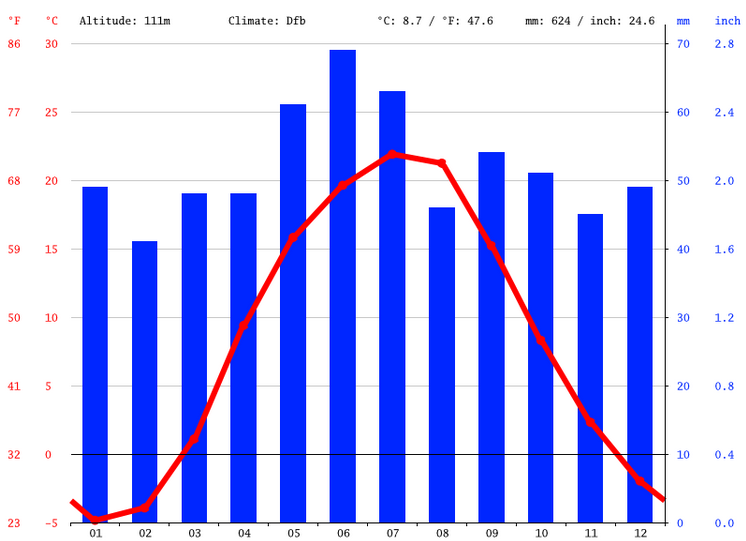 °F °C Altitude: 111m Climate: Dfb °C: 8.7 / °F: 47.6 mm: 624 / inch: 24.6 mm inch
86 30 70 2.8
77 25 60 2.4
68 20 50 2.0
59 15 40 1.6
50 10 30 1.2
41 5 20 0.8
32 0 10 0.4
23 −5 0 0.0
01 02 03 04 05 06 07 08 09 10 11 12